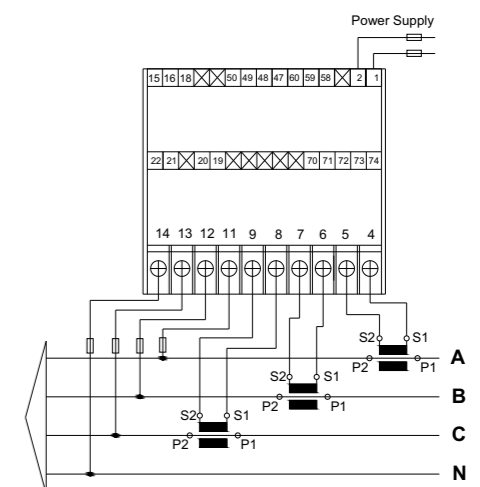 Power Supply
15 16 18 50 49 48 47 60 59 58 2 1
22 21 20 19 70 71 72 73 74
14 13 12 11 9 8 7 6 5 4
S2 S1
A
P2 P1
S2 S1
B
P2 P1
S2 S1
C
P2 P1
N